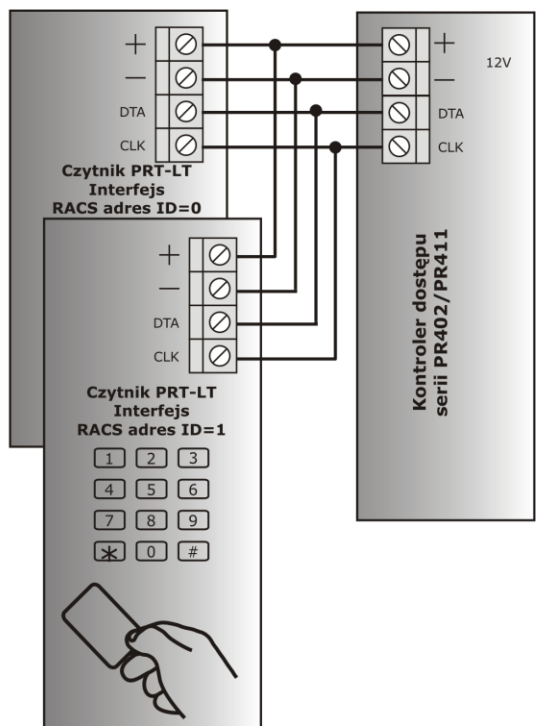 +
—
DTA
CLK
Czytnik PRT-LT
Interfejs
RACS adres ID=0
+
—
DTA
CLK
12V
Kontroler dostępu
serii PR402/PR411
+
—
DTA
CLK
Czytnik PRT-LT
Interfejs
RACS adres ID=1
1 2 3
4 5 6
7 8 9
* 0 #